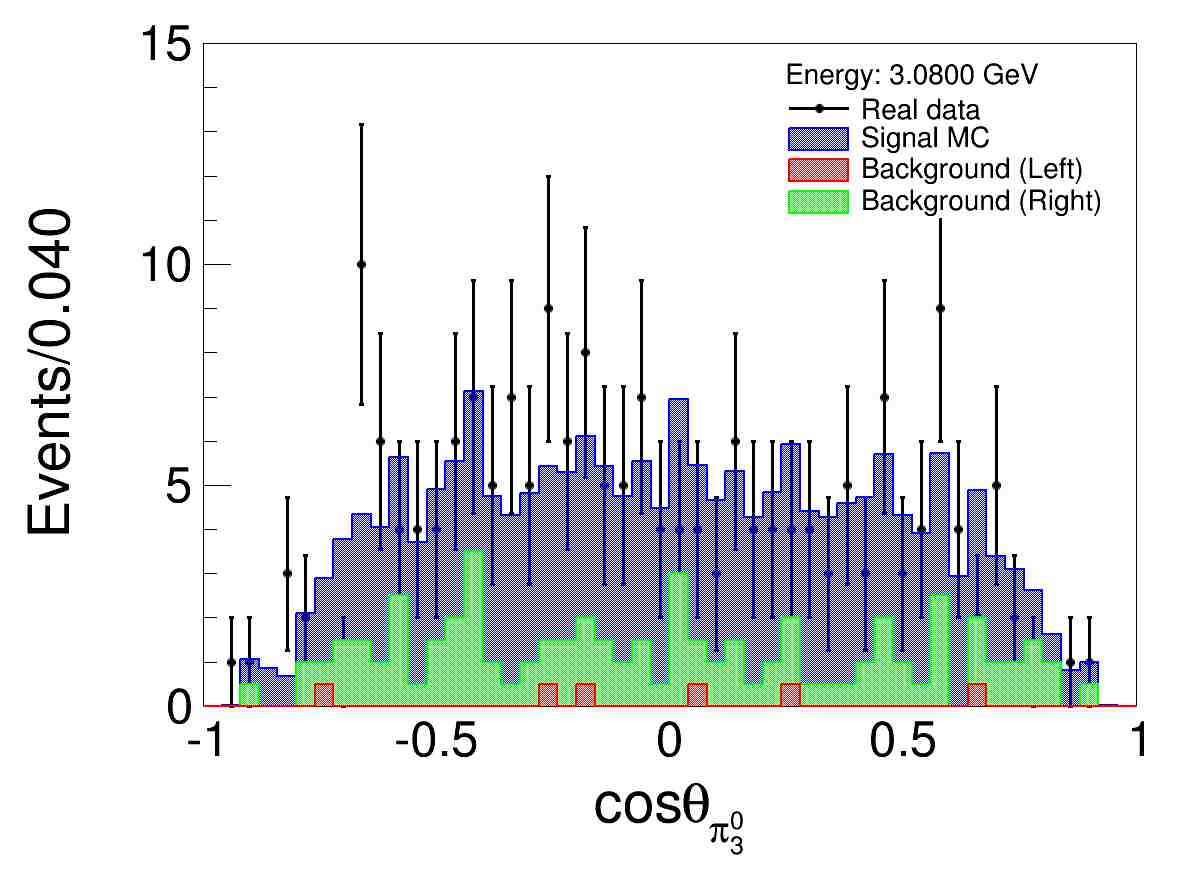 15
10
5
0
Events/0.040
Energy: 3.0800 GeV
Real data
Signal MC
Background (Left)
Background (Right)
-1 -0.5 0 0.5 1
cosθπ⁰₃